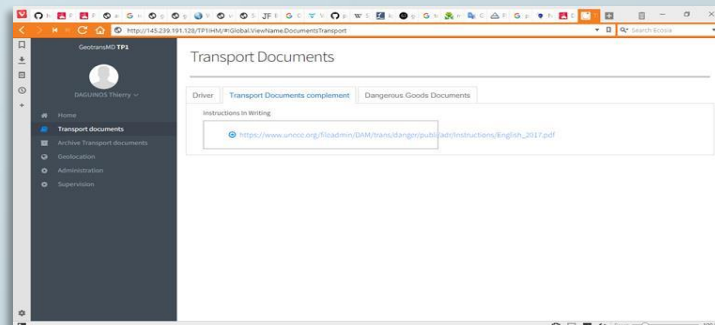 http://145.239.191.128/TP1IHM/#!Global.ViewName:DocumentsTransport
Search Ecosia
GeotransMD TP1
DAGUINOS Thierry
Home
Transport documents
Archive Transport documents
Geolocation
Administration
Supervision
Transport Documents
Driver
Transport Documents complement
Dangerous Goods Documents
Instructions In Writing
https://www.unece.org/fileadmin/DAM/trans/danger/publi/adr/Instructions/English_2017.pdf